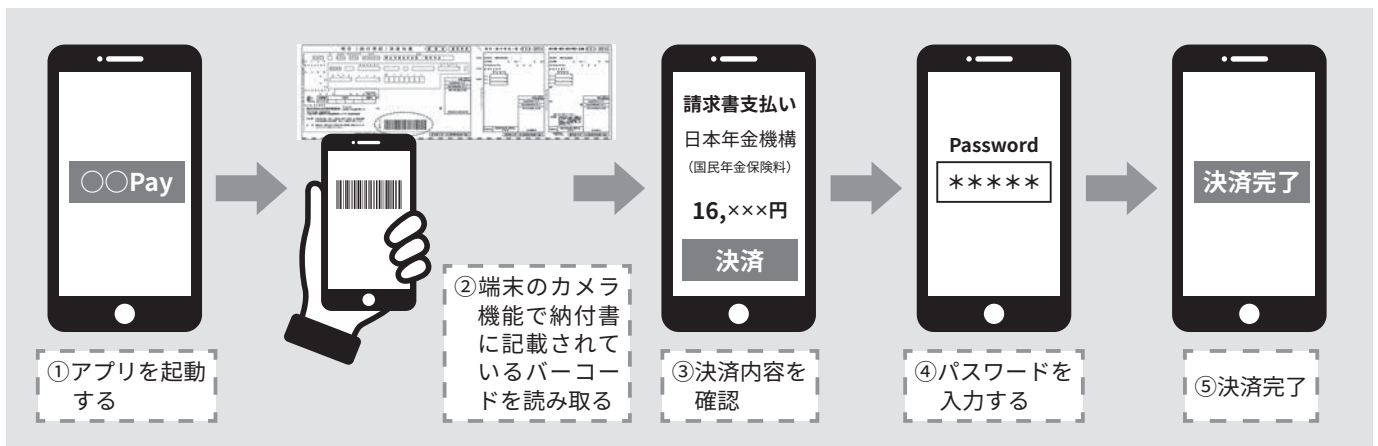 ○○Pay
請求書支払い
日本年金機構
（国民年金保険料）
16,×××円
決済
Password
＊＊＊＊＊
決済完了
①アプリを起動
する
②端末のカメラ
機能で納付書
に記載されて
いるバーコー
ドを読み取る
③決済内容を
確認
④パスワードを
入力する
⑤決済完了